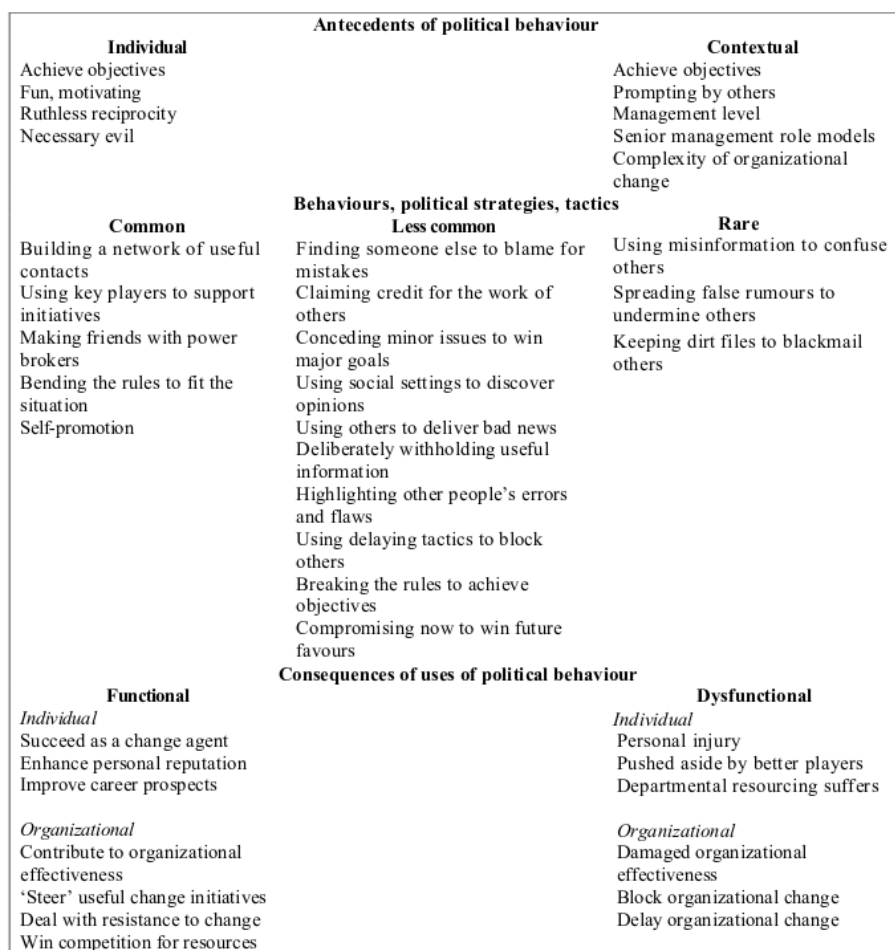 Antecedents of political behaviour
Individual
Achieve objectives
Fun, motivating
Ruthless reciprocity
Necessary evil
Contextual
Achieve objectives
Prompting by others
Management level
Senior management role models
Complexity of organizational
change
Behaviours, political strategies, tactics
Common
Building a network of useful
contacts
Using key players to support
initiatives
Making friends with power
brokers
Bending the rules to fit the
situation
Self-promotion
Less common
Finding someone else to blame for
mistakes
Claiming credit for the work of
others
Conceding minor issues to win
major goals
Using social settings to discover
opinions
Using others to deliver bad news
Deliberately withholding useful
information
Highlighting other people's errors
and flaws
Using delaying tactics to block
others
Breaking the rules to achieve
objectives
Compromising now to win future
favours
Rare
Using misinformation to confuse
others
Spreading false rumours to
undermine others
Keeping dirt files to blackmail
others
Consequences of uses of political behaviour
Functional
Individual
Succeed as a change agent
Enhance personal reputation
Improve career prospects
Organizational
Contribute to organizational
effectiveness
‘Steer’ useful change initiatives
Deal with resistance to change
Win competition for resources
Dysfunctional
Individual
Personal injury
Pushed aside by better players
Departmental resourcing suffers
Organizational
Damaged organizational
effectiveness
Block organizational change
Delay organizational change